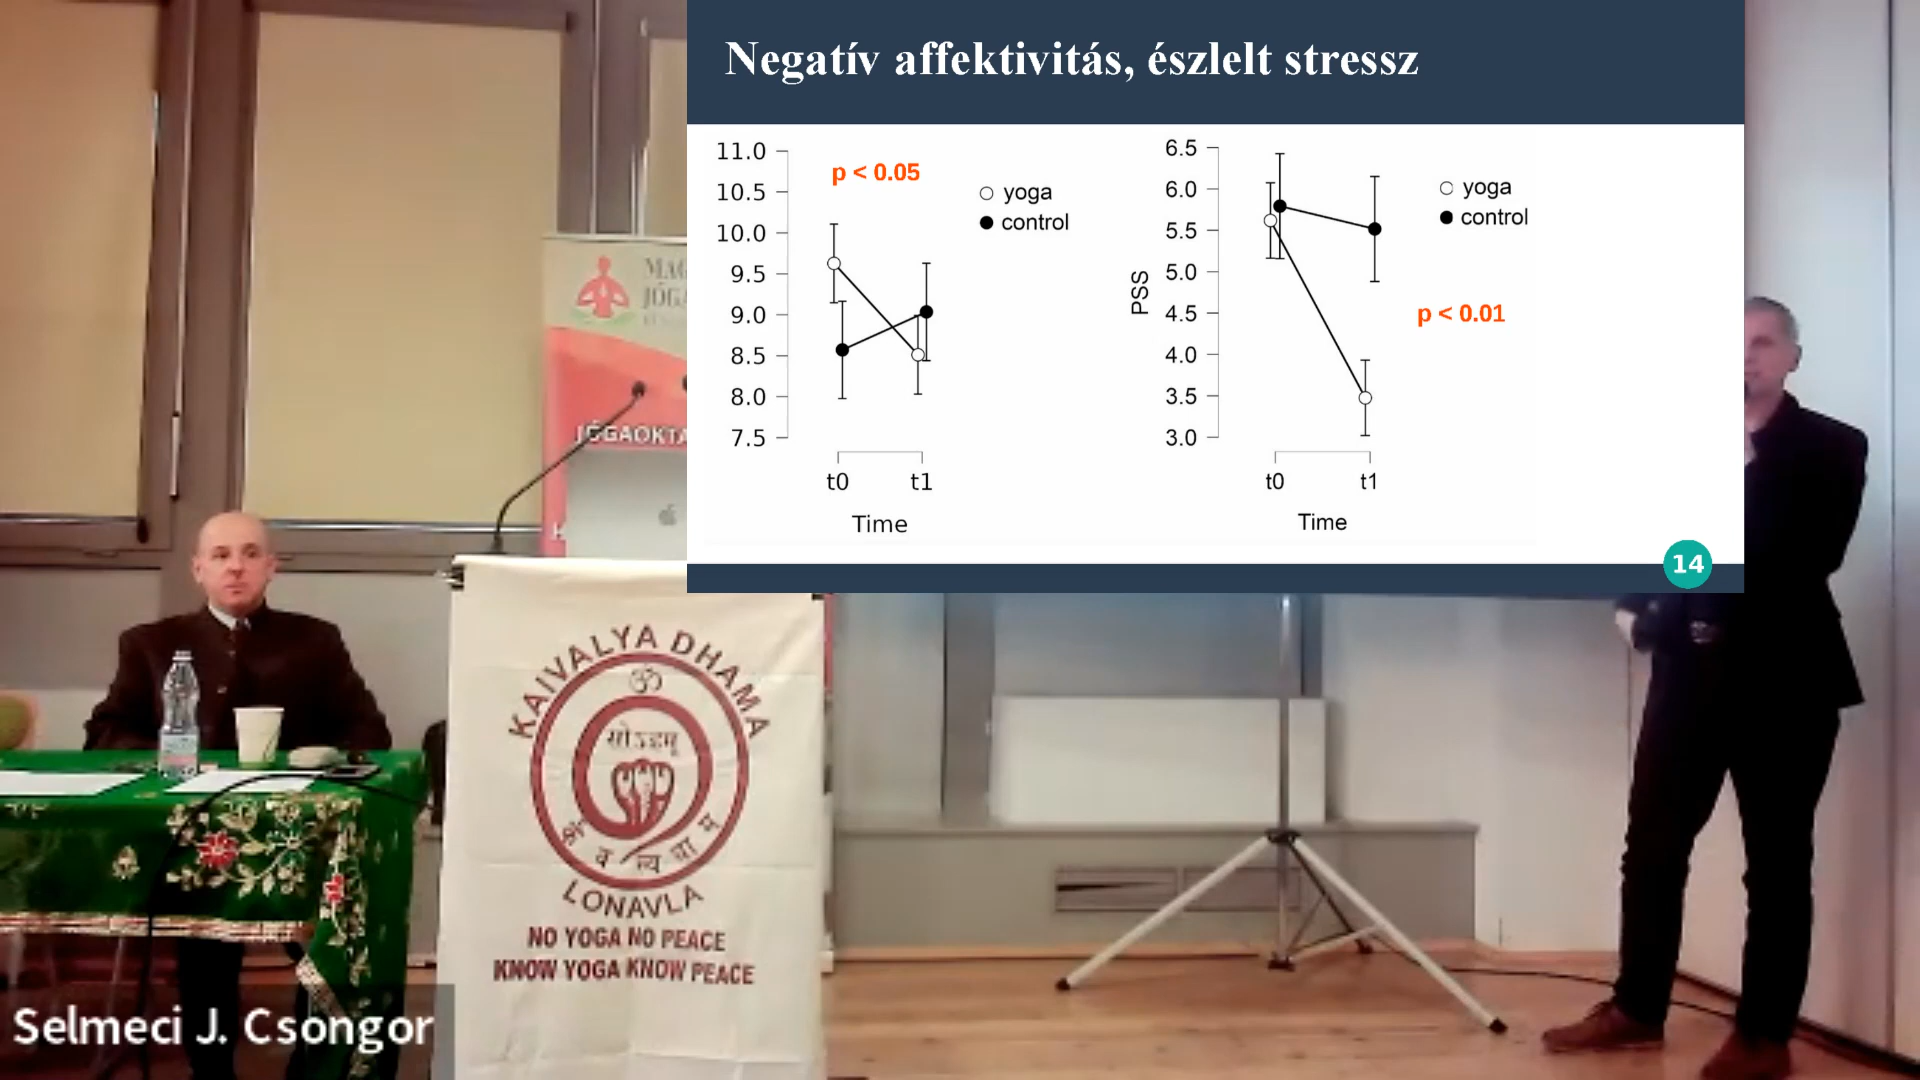 Negatív affektivitás, észlelt stressz
11.0
10.5
10.0
9.5
9.0
8.5
8.0
7.5
p < 0.05
yoga
control
t0
t1
Time
PSS
6.5
6.0
5.5
5.0
4.5
4.0
3.5
3.0
yoga
control
p < 0.01
t0
t1
Time
14
MAG
JÓGA
JÓGAOKTA
KAIVALYA DHAMA
ॐ
सोऽहम्
LONAVLA
NO YOGA NO PEACE
KNOW YOGA KNOW PEACE
Selmeci J. Csongor